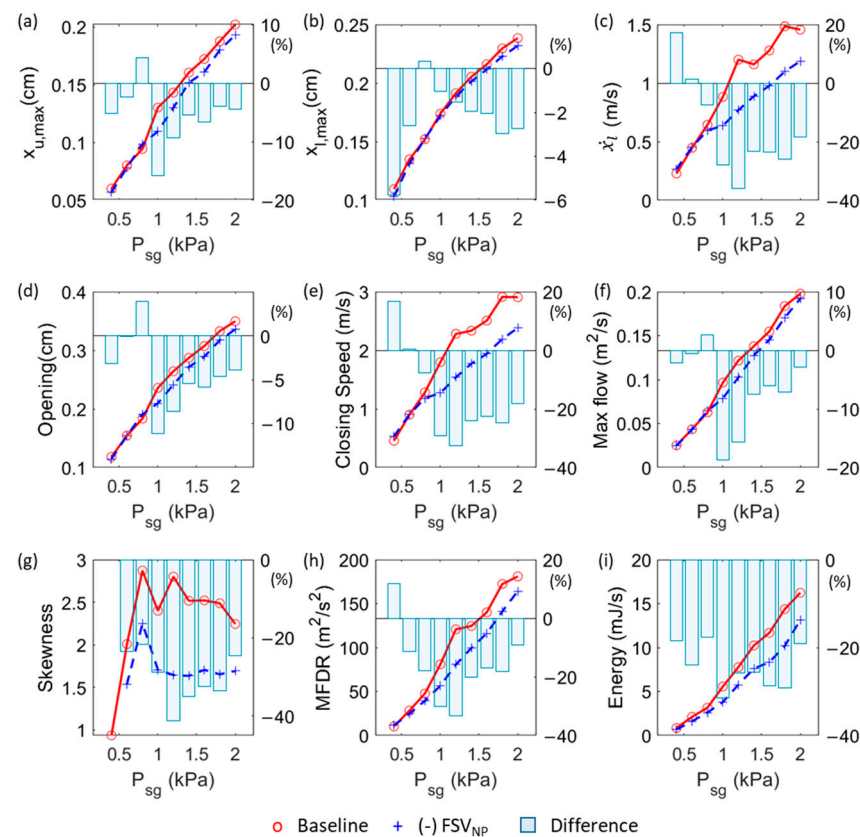 (a) (b) (c)
0.2 0.15 0.1 0.05
x_u,max(cm)
10 0 −10 −20
(%)
0.5 1 1.5 2
P_sg (kPa)
0.25 0.2 0.15 0.1
x_l,max(cm)
2 0 −2 −4 −6
(%)
0.5 1 1.5 2
P_sg (kPa)
1.5 1 0.5 0
ẋ_l (m/s)
20 0 −20 −40
(%)
0.5 1 1.5 2
P_sg (kPa)
(d) (e) (f)
0.4 0.3 0.2 0.1
Opening(cm)
5 0 −5 −10
(%)
0.5 1 1.5 2
P_sg (kPa)
3 2 1 0
Closing Speed (m/s)
20 0 −20 −40
(%)
0.5 1 1.5 2
P_sg (kPa)
0.2 0.15 0.1 0.05 0
Max flow (m²/s)
10 0 −10 −20
(%)
0.5 1 1.5 2
P_sg (kPa)
(g) (h) (i)
3 2.5 2 1.5 1
Skewness
0 −20 −40
(%)
0.5 1 1.5 2
P_sg (kPa)
200 150 100 50 0
MFDR (m²/s²)
20 0 −20 −40
(%)
0.5 1 1.5 2
P_sg (kPa)
20 15 10 5 0
Energy (mJ/s)
0 −10 −20 −30 −40
(%)
0.5 1 1.5 2
P_sg (kPa)
Baseline (-) FSV_NP Difference